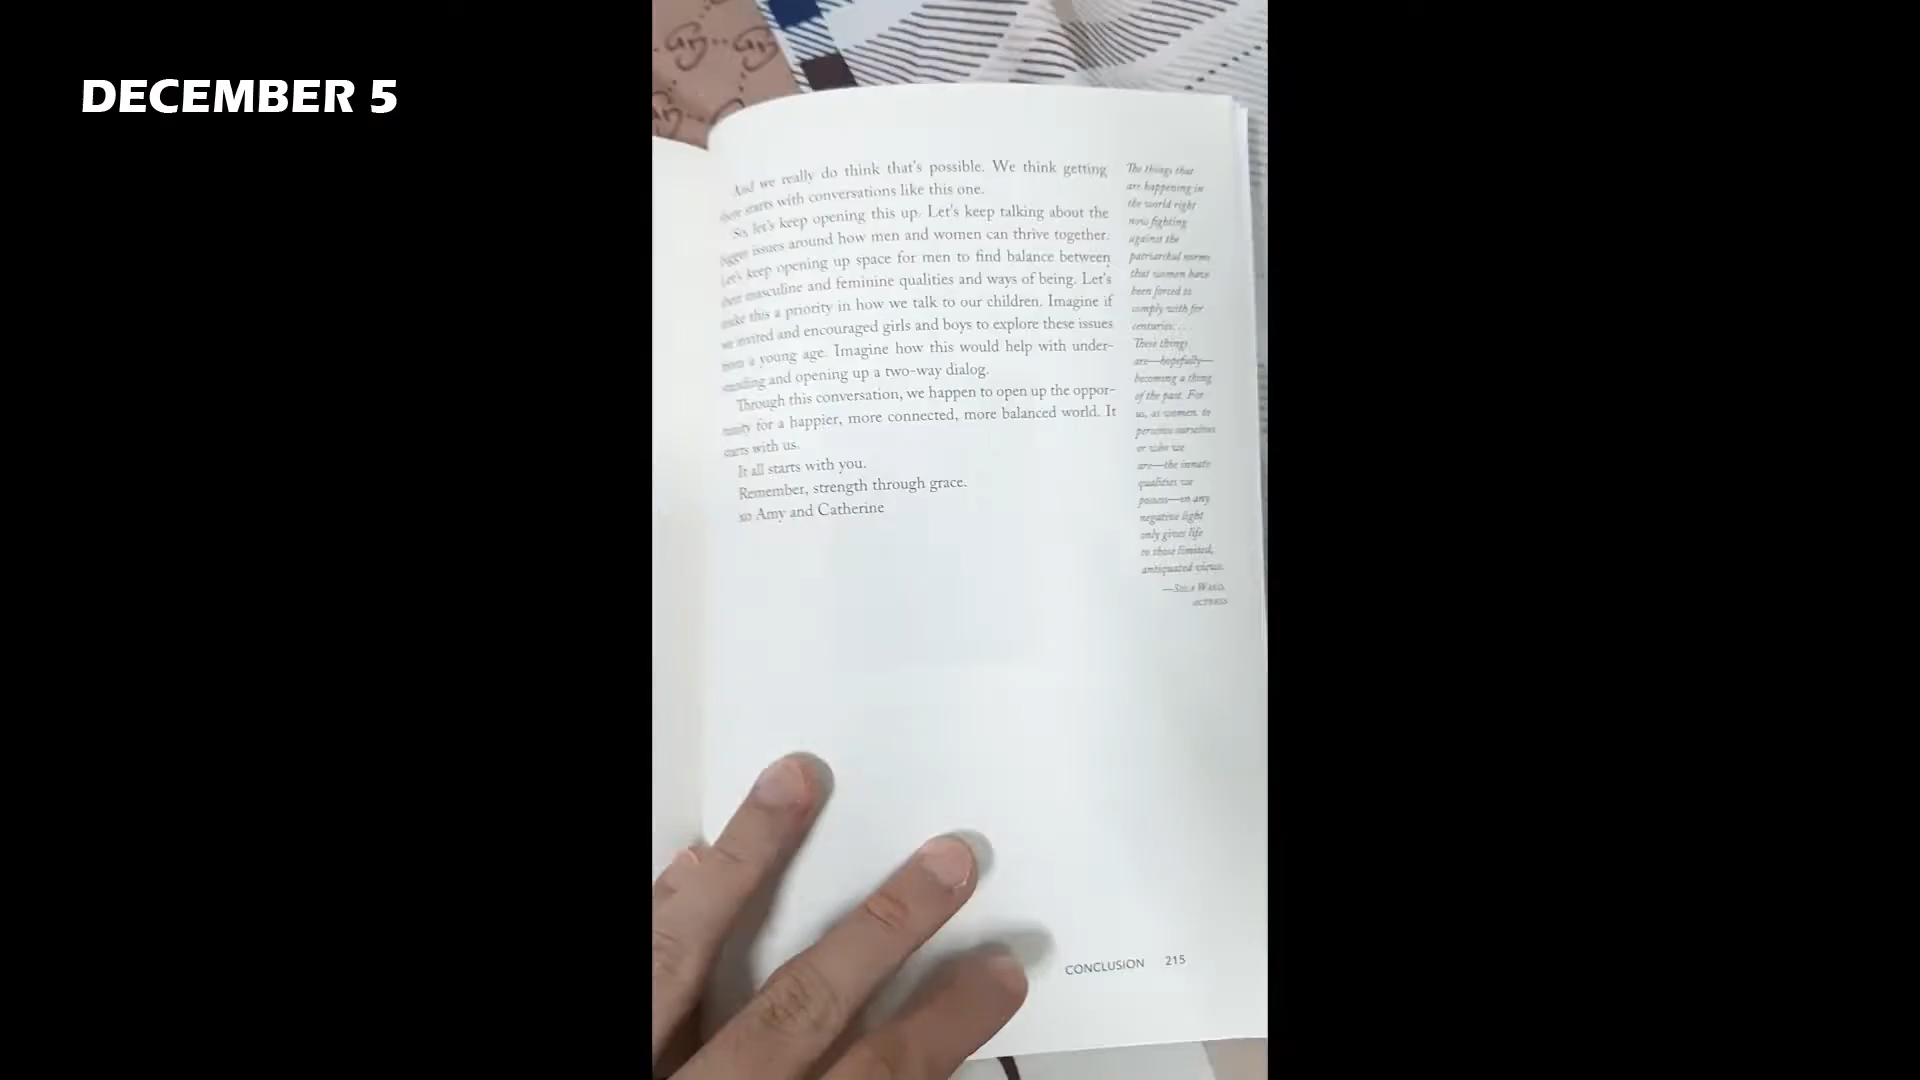 DECEMBER 5
And we really do think that's possible. We think getting
there starts with conversations like this one.
So, let's keep opening this up. Let's keep talking about the
bigger issues around how men and women can thrive together.
Let's keep opening up space for men to find balance between
their masculine and feminine qualities and ways of being. Let's
make this a priority in how we talk to our children. Imagine if
we invited and encouraged girls and boys to explore these issues
from a young age. Imagine how this would help with under-
standing and opening up a two-way dialog.
Through this conversation, we happen to open up the oppor-
tunity for a happier, more connected, more balanced world. It
starts with us.
It all starts with you.
Remember, strength through grace.
xo Amy and Catherine
The things that
are happening in
the world right
now fighting
against the
patriarchal norms
that women have
been forced to
comply with for
centuries. . . .
These things
are—hopefully—
becoming a thing
of the past. For
us, as women, to
perceive ourselves
or who we
are—the innate
qualities we
possess—in any
negative light
only gives life
to those limited,
antiquated views.
—Sela Ward,
actress
CONCLUSION 215